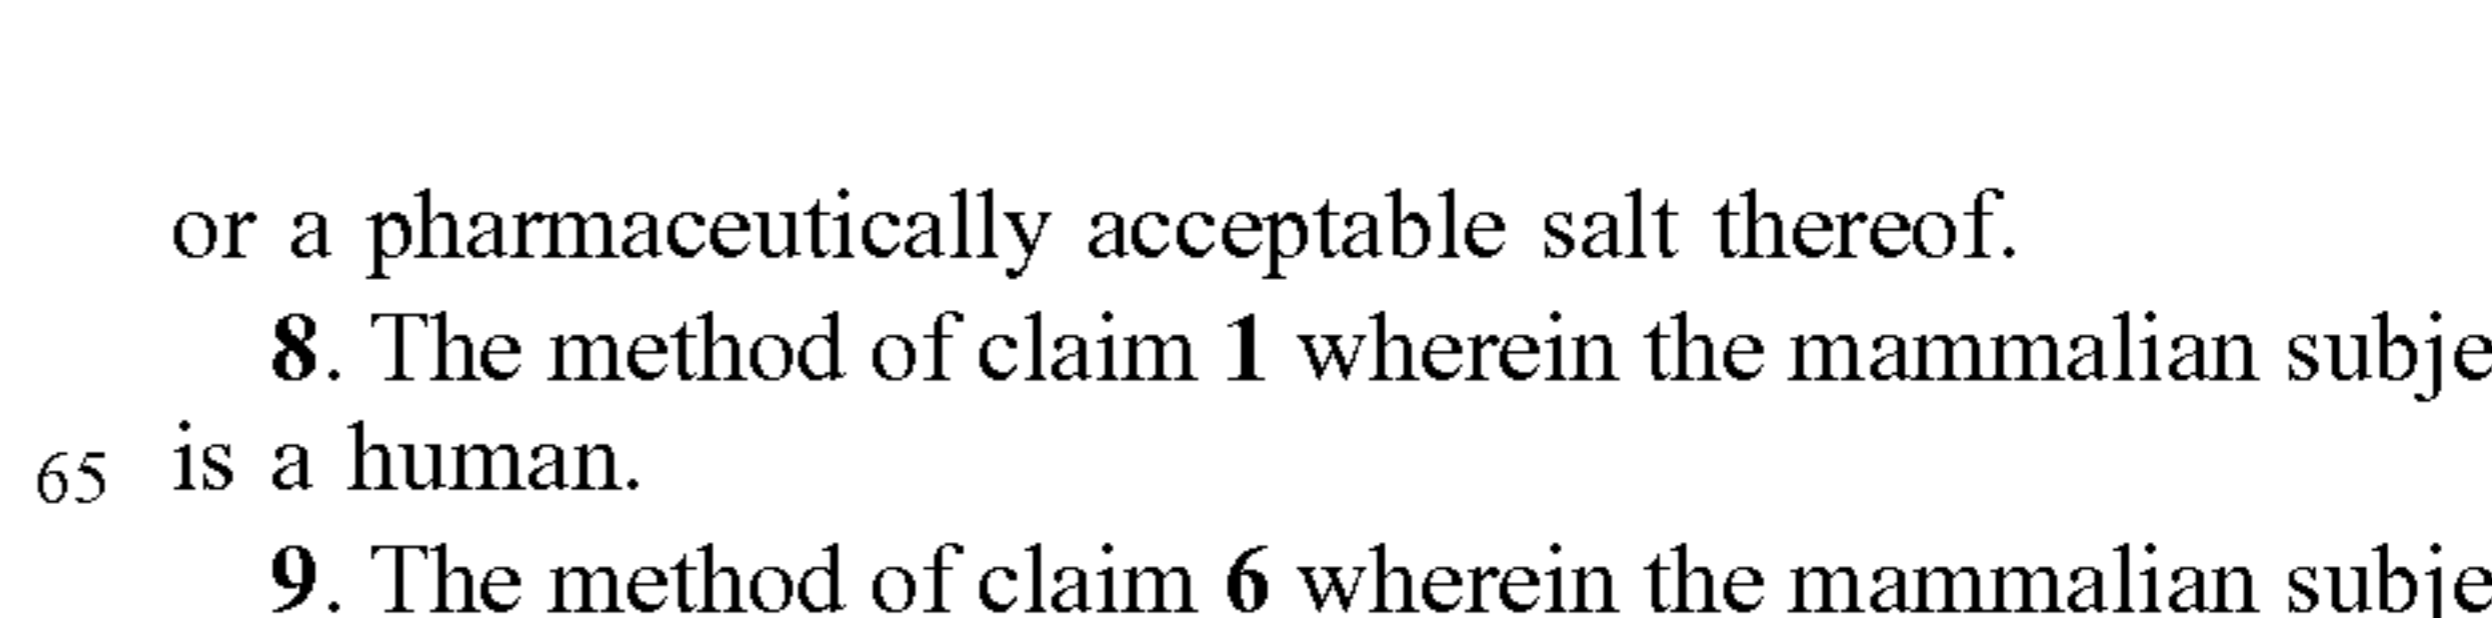 or a pharmaceutically acceptable salt thereof.
8. The method of claim 1 wherein the mammalian subje
65 is a human.
9. The method of claim 6 wherein the mammalian subje